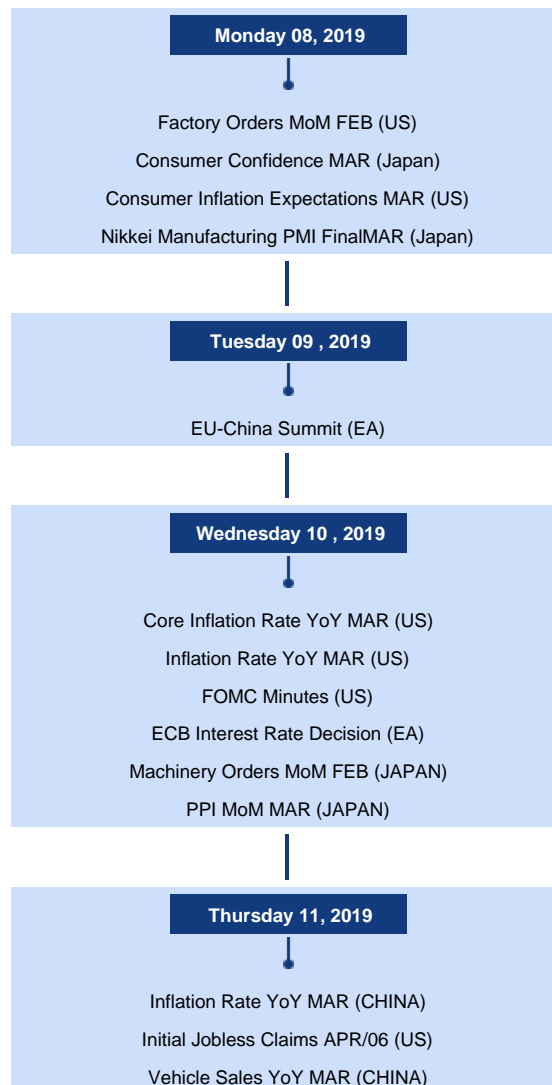 Monday 08, 2019
Factory Orders MoM FEB (US)
Consumer Confidence MAR (Japan)
Consumer Inflation Expectations MAR (US)
Nikkei Manufacturing PMI FinalMAR (Japan)
Tuesday 09 , 2019
EU-China Summit (EA)
Wednesday 10 , 2019
Core Inflation Rate YoY MAR (US)
Inflation Rate YoY MAR (US)
FOMC Minutes (US)
ECB Interest Rate Decision (EA)
Machinery Orders MoM FEB (JAPAN)
PPI MoM MAR (JAPAN)
Thursday 11, 2019
Inflation Rate YoY MAR (CHINA)
Initial Jobless Claims APR/06 (US)
Vehicle Sales YoY MAR (CHINA)